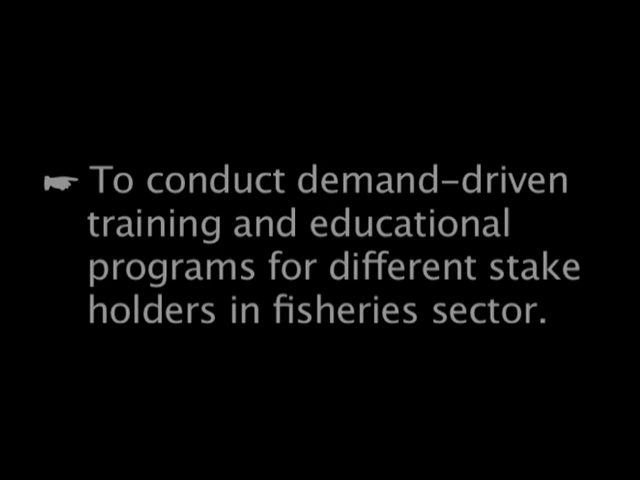 ☛ To conduct demand-driven
training and educational
programs for different stake
holders in fisheries sector.